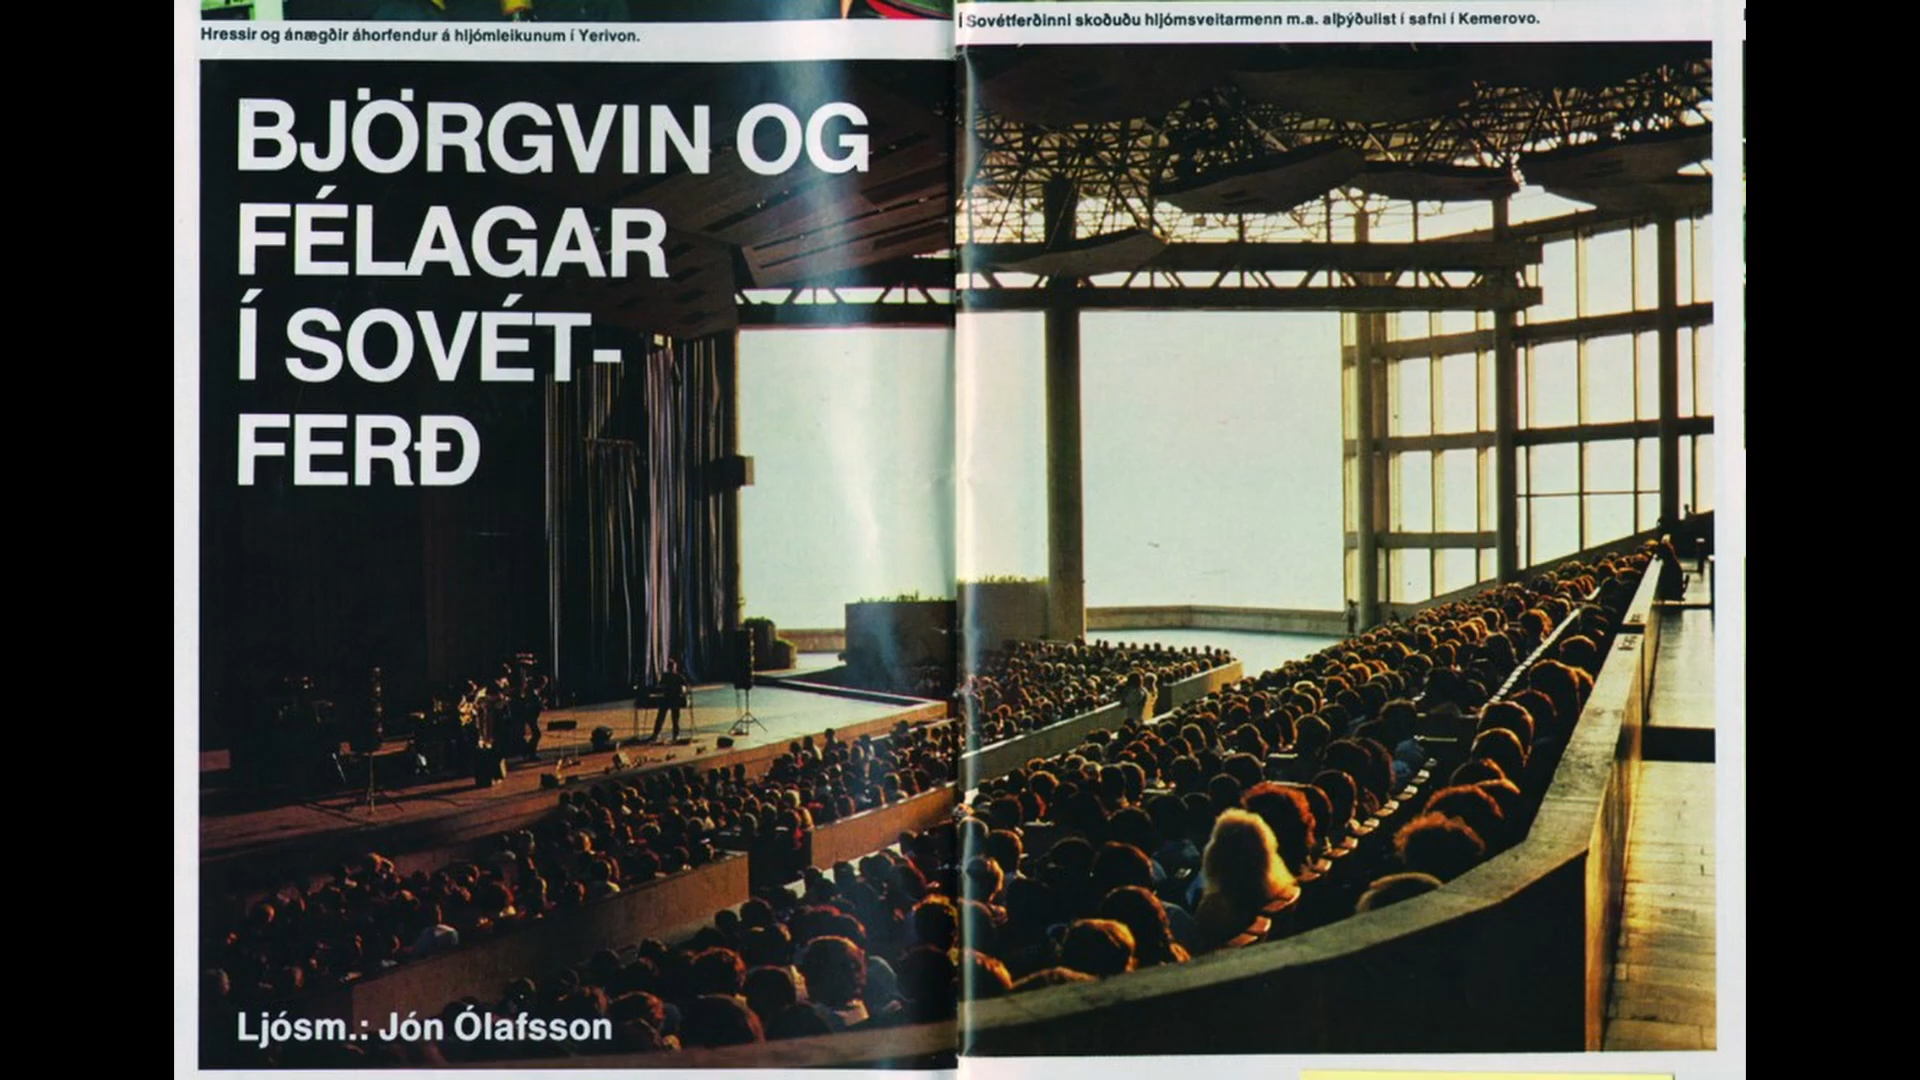 Hressir og ánægðir áhorfendur á hljómleikunum í Yerivon.
Í Sovétferðinni skoðuðu hljómsveitarmenn m.a. alþýðulist í safni í Kemerovo.
BJÖRGVIN OG
FÉLAGAR
Í SOVÉT-
FERÐ
Ljósm.: Jón Ólafsson